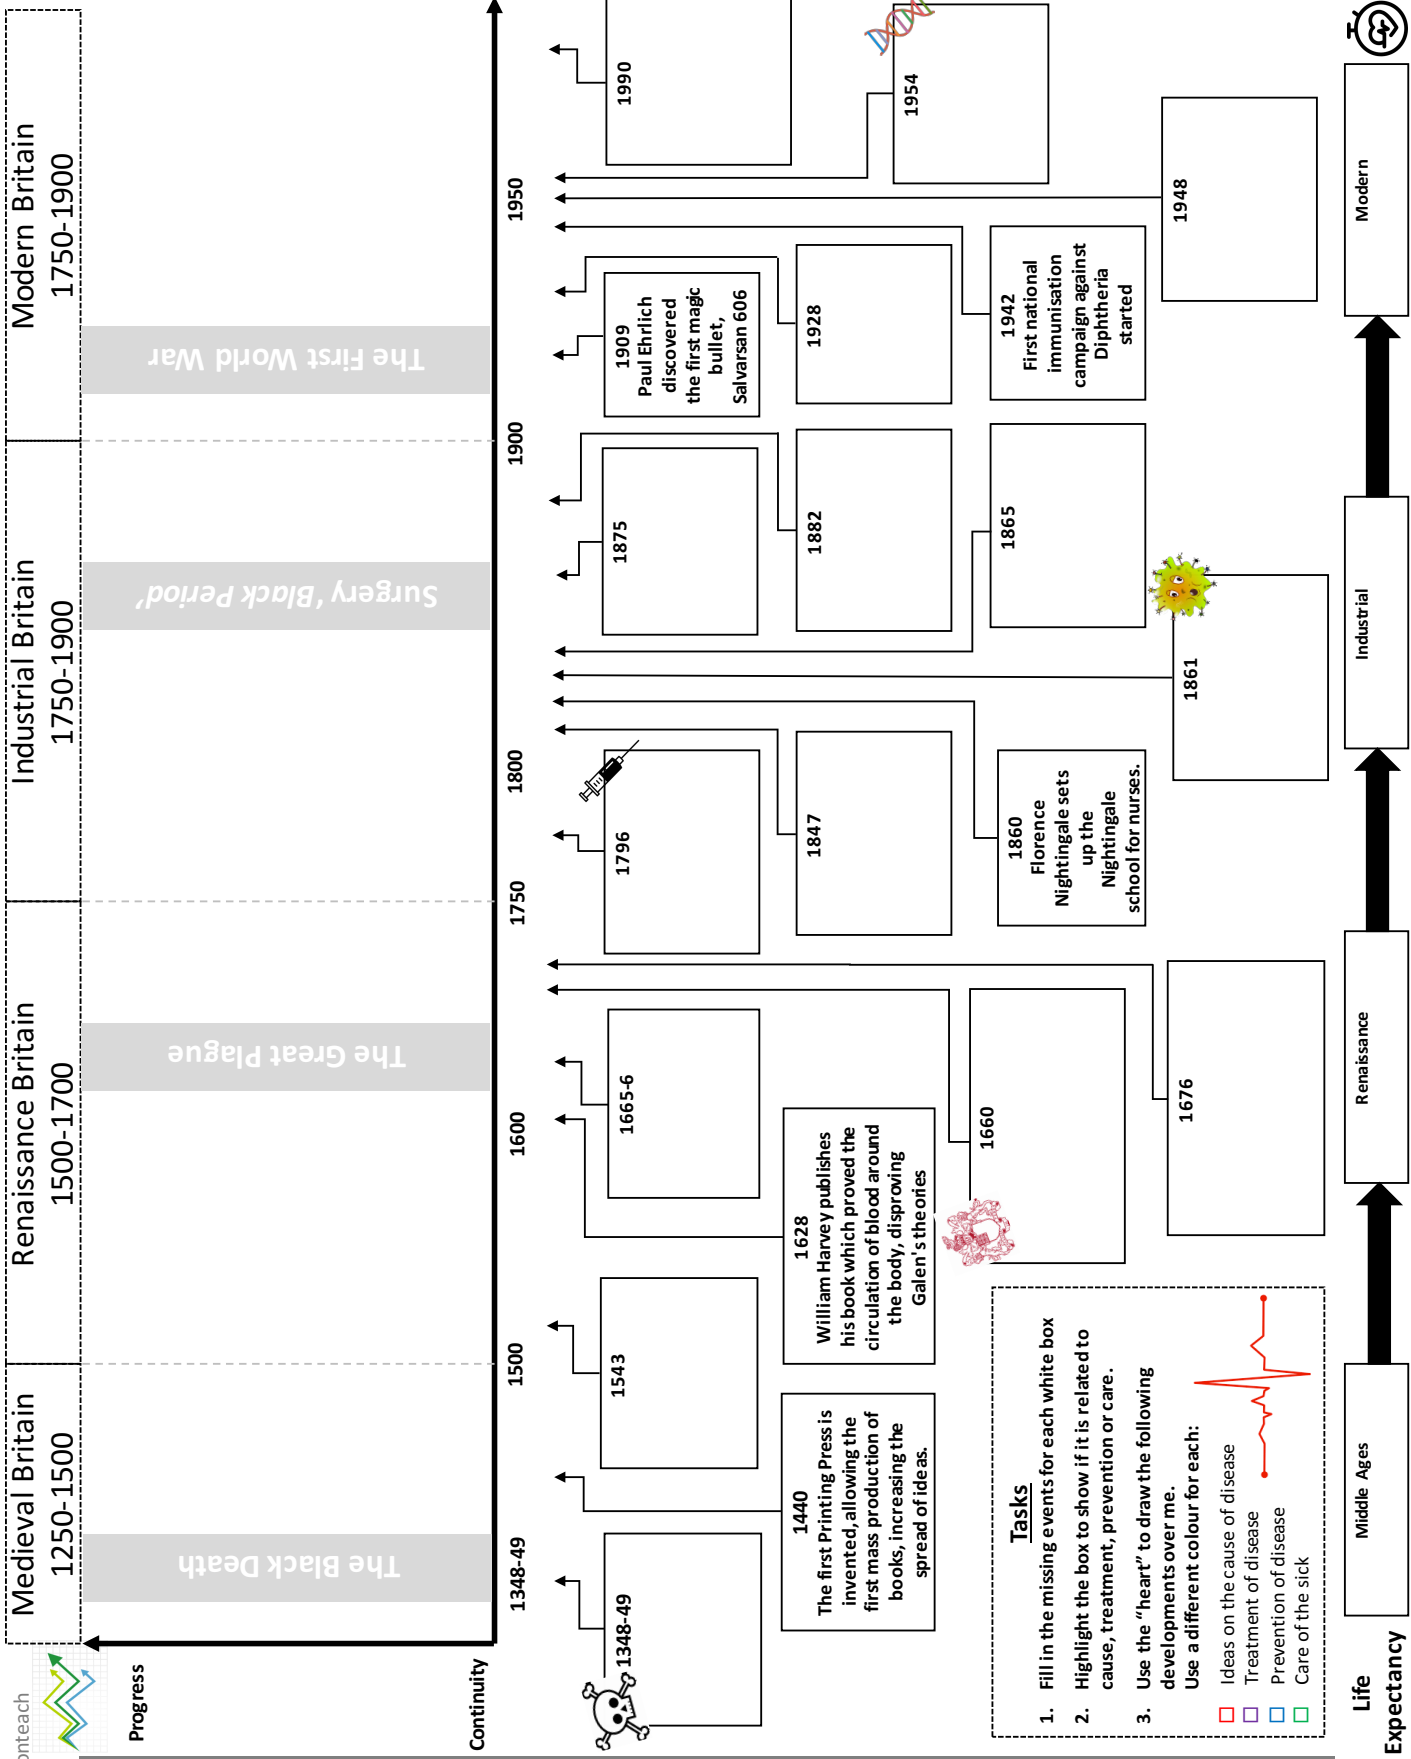 onteach
Medieval Britain
1250-1500
Renaissance Britain
1500-1700
Industrial Britain
1750-1900
Modern Britain
1750-1900
The Black Death
The Great Plague
Surgery ‘Black Period’
The First World War
Progress
Continuity
1348-49
1500
1600
1750
1800
1900
1950
1348-49
1440
The first Printing Press is
invented, allowing the
first mass production of
books, increasing the
spread of ideas.
1543
1628
William Harvey publishes
his book which proved the
circulation of blood around
the body, disproving
Galen's theories
1665-6
1660
1676
1796
1847
1860
Florence
Nightingale sets
up the
Nightingale
school for nurses.
1861
1865
1875
1882
1909
Paul Ehrlich
discovered
the first magic
bullet,
Salvarsan 606
1928
1942
First national
immunisation
campaign against
Diphtheria
started
1948
1954
1990
Tasks
1. Fill in the missing events for each white box
2. Highlight the box to show if it is related to
cause, treatment, prevention or care.
3. Use the “heart” to draw the following
developments over me.
Use a different colour for each:
Ideas on the cause of disease
Treatment of disease
Prevention of disease
Care of the sick
Life
Expectancy
Middle Ages
Renaissance
Industrial
Modern